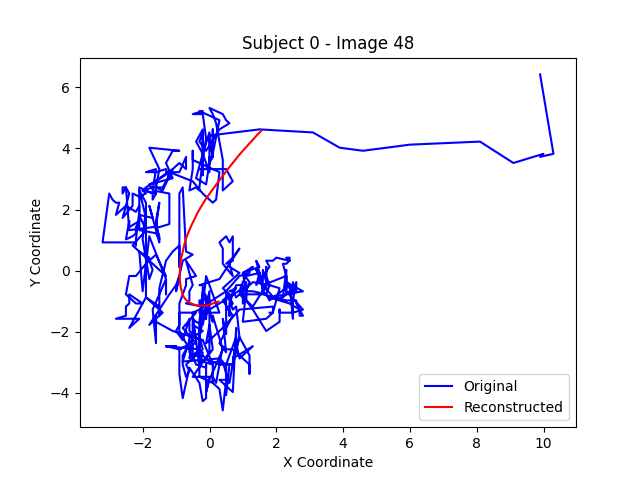 Subject 0 - Image 48
Y Coordinate
6
4
2
0
−2
−4
−2
0
2
4
6
8
10
X Coordinate
Original
Reconstructed